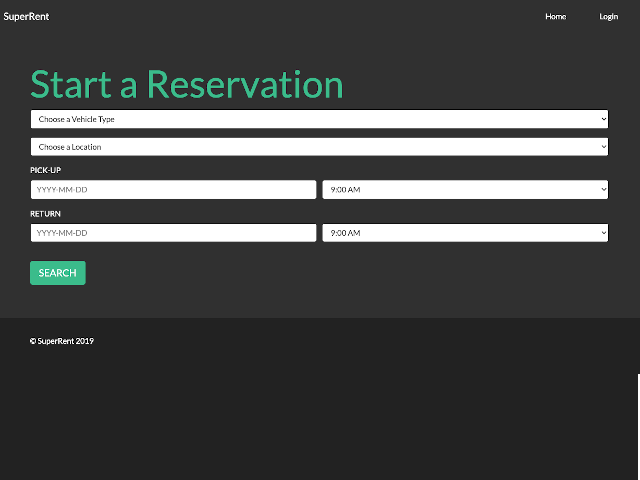 SuperRent Home Login
Start a Reservation
Choose a Vehicle Type
Choose a Location
PICK-UP
YYYY-MM-DD 9:00 AM
RETURN
YYYY-MM-DD 9:00 AM
SEARCH
© SuperRent 2019